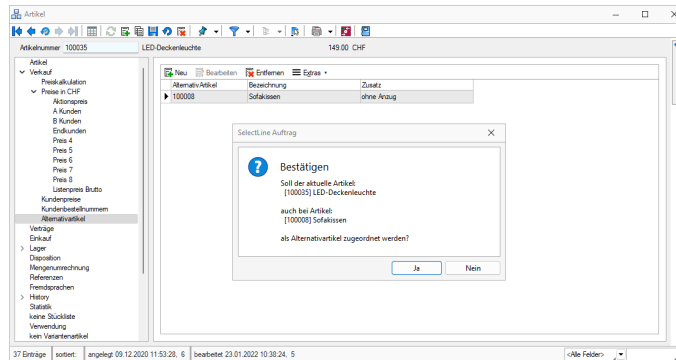 Artikel
Artikelnummer 100035 LED-Deckenleuchte 149.00 CHF
Artikel
Verkauf
Preiskalkulation
Preise in CHF
Aktionspreis
A Kunden
B Kunden
Endkunden
Preis 4
Preis 5
Preis 6
Preis 7
Preis 8
Listenpreis Brutto
Kundenpreise
Kundenbestellnummern
Alternativartikel
Verträge
Einkauf
Lager
Disposition
Mengenumrechnung
Referenzen
Fremdsprachen
History
Statistik
keine Stückliste
Verwendung
kein Variantenartikel
Neu Bearbeiten Entfernen Extras
AlternativArtikel Bezeichnung Zusatz
100008 Sofakissen ohne Anzug
SelectLine Auftrag
Bestätigen
Soll der aktuelle Artikel:
[100035] LED-Deckenleuchte
auch bei Artikel:
[100008] Sofakissen
als Alternativartikel zugeordnet werden?
Ja Nein
37 Einträge sortiert: angelegt 09.12.2020 11:53:28, 6 bearbeitet 23.01.2022 10:38:24, 5 <Alle Felder>